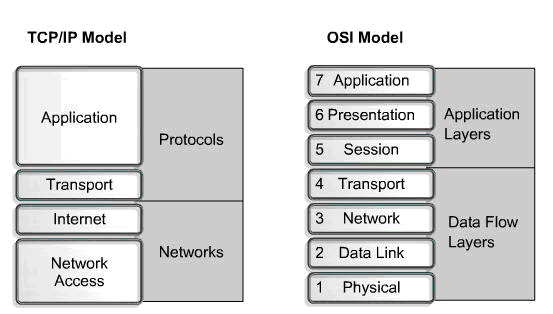 TCP/IP Model
Application
Transport
Internet
Network
Access
Protocols
Networks
OSI Model
7 Application
6 Presentation
5 Session
4 Transport
3 Network
2 Data Link
1 Physical
Application
Layers
Data Flow
Layers